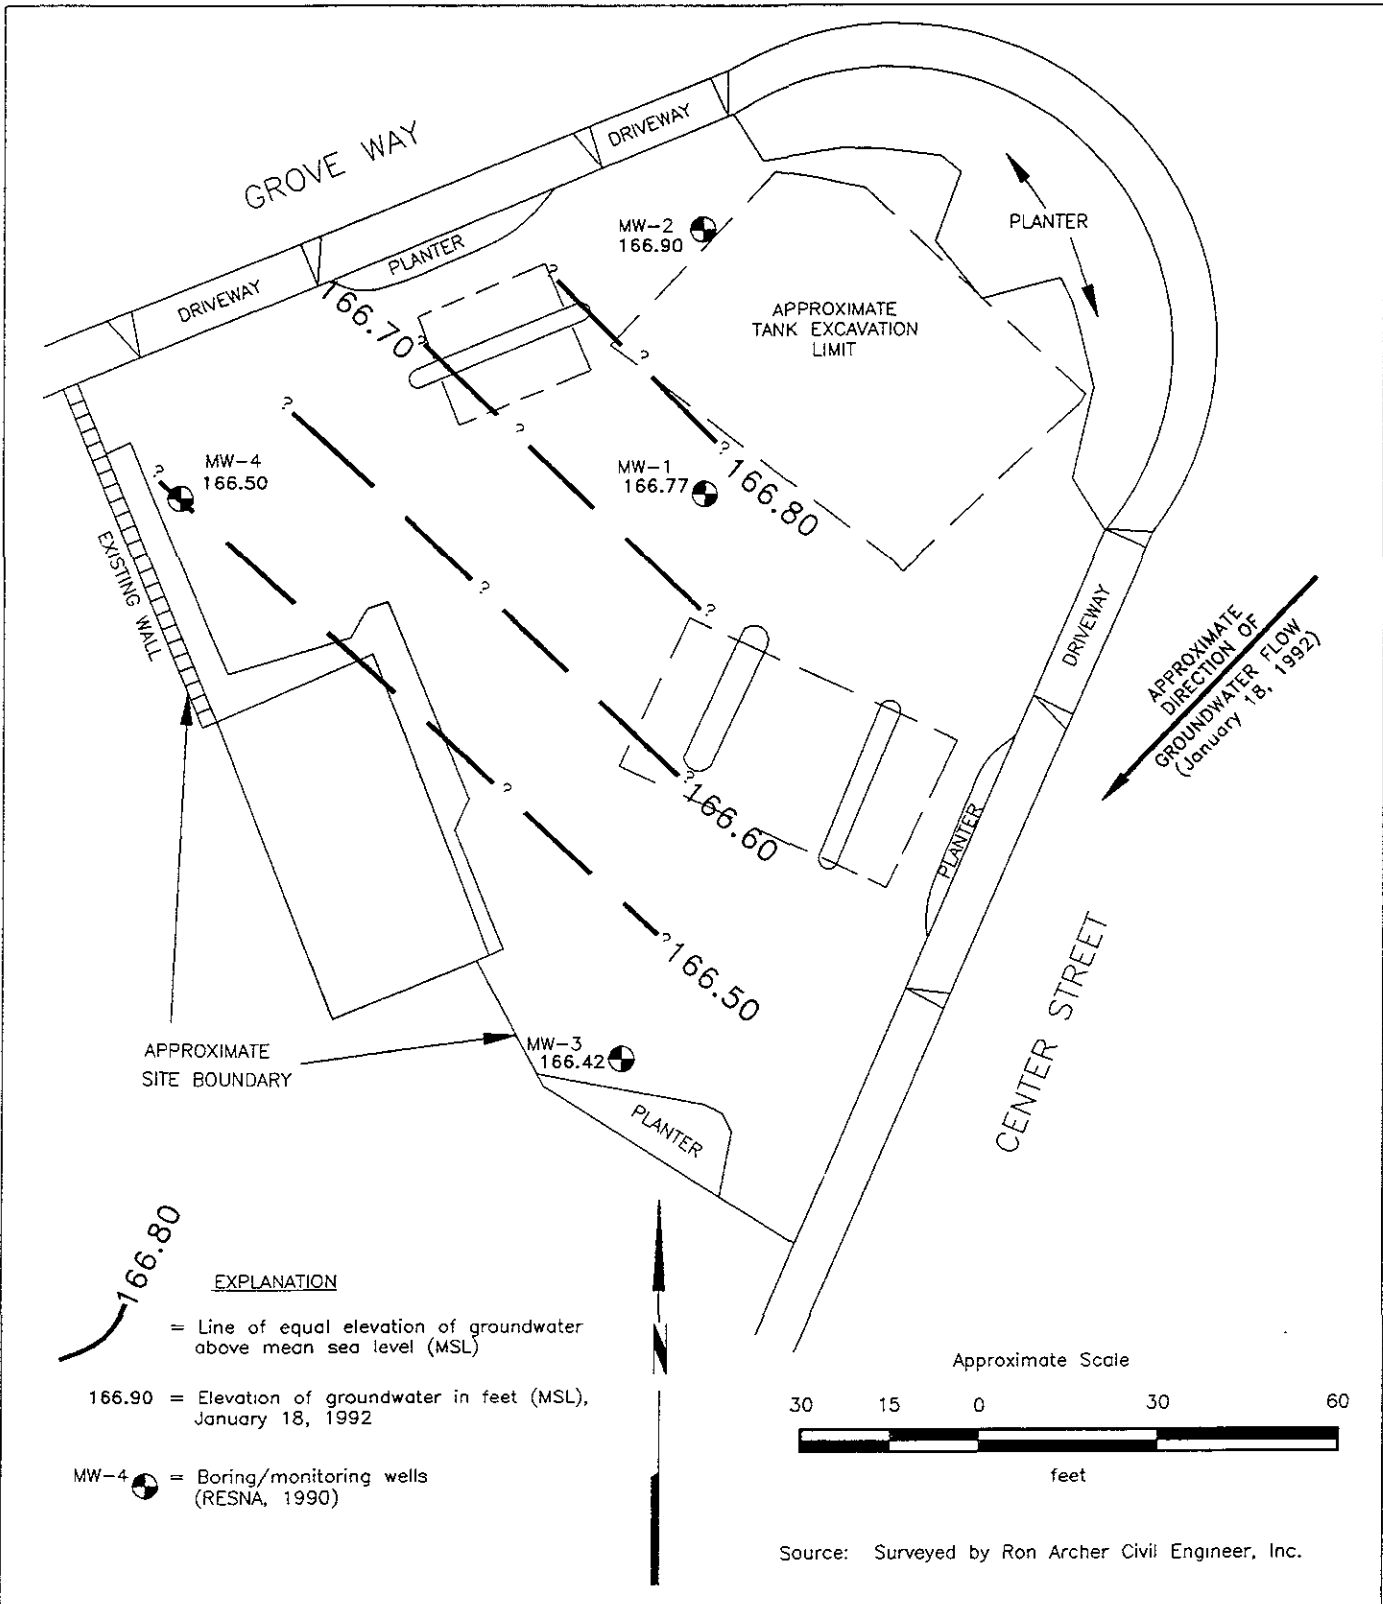 GROVE WAY
DRIVEWAY
DRIVEWAY
PLANTER
PLANTER
MW-2
166.90
APPROXIMATE
TANK EXCAVATION
LIMIT
?
166.70
?
?
?
?
?
166.80
?
MW-4
166.50
?
MW-1
166.77
?
EXISTING WALL
?
DRIVEWAY
APPROXIMATE
DIRECTION OF
GROUNDWATER FLOW
(January 18, 1992)
?
166.60
?
PLANTER
?
166.50
CENTER STREET
APPROXIMATE
SITE BOUNDARY
MW-3
166.42
PLANTER
166.80
EXPLANATION
= Line of equal elevation of groundwater
above mean sea level (MSL)
166.90 = Elevation of groundwater in feet (MSL),
January 18, 1992
MW-4 = Boring/monitoring wells
(RESNA, 1990)
N
Approximate Scale
30 15 0 30 60
feet
Source: Surveyed by Ron Archer Civil Engineer, Inc.